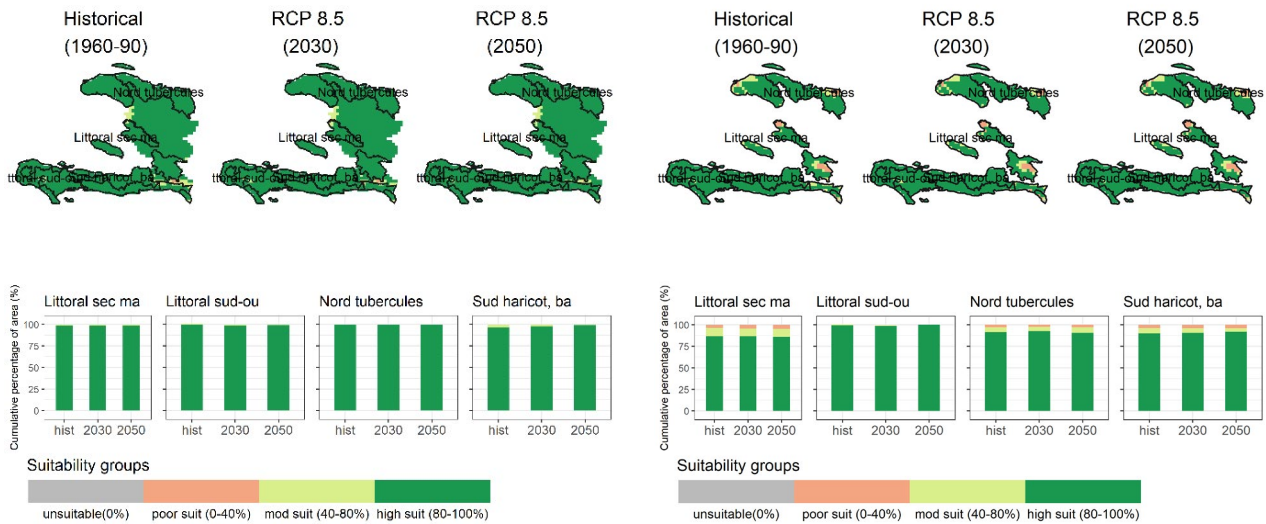 Historical
(1960-90)
RCP 8.5
(2030)
RCP 8.5
(2050)
Nord tubercules
Nord tubercules
Nord tubercules
Littoral sec ma
Littoral sec ma
Littoral sec ma
Cumulative percentage of area (%)
Littoral sec ma
Littoral sud-ou
Nord tubercules
Sud haricot, ba
100
75
50
25
0
hist 2030 2050
hist 2030 2050
hist 2030 2050
hist 2030 2050
Suitability groups
unsuitable(0%)
poor suit (0-40%)
mod suit (40-80%)
high suit (80-100%)
Historical
(1960-90)
RCP 8.5
(2030)
RCP 8.5
(2050)
Nord tubercules
Nord tubercules
Nord tubercules
Littoral sec ma
Littoral sec ma
Littoral sec ma
Cumulative percentage of area (%)
Littoral sec ma
Littoral sud-ou
Nord tubercules
Sud haricot, ba
100
75
50
25
0
hist 2030 2050
hist 2030 2050
hist 2030 2050
hist 2030 2050
Suitability groups
unsuitable(0%)
poor suit (0-40%)
mod suit (40-80%)
high suit (80-100%)